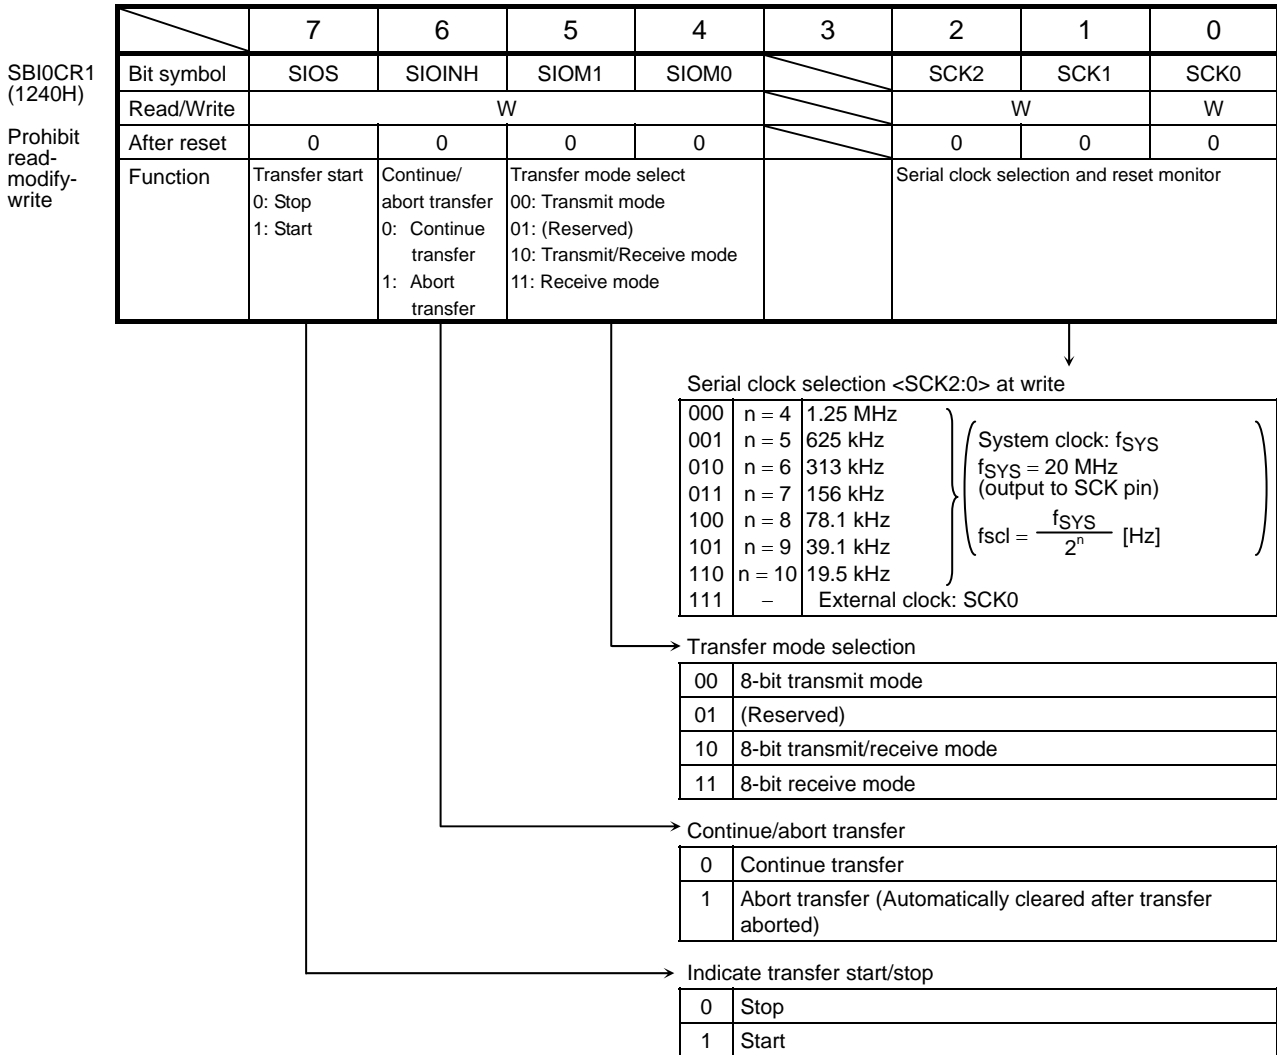 7 6 5 4 3 2 1 0
SBI0CR1
(1240H)
Bit symbol SIOS SIOINH SIOM1 SIOM0 SCK2 SCK1 SCK0
Read/Write W W W
Prohibit
read-
modify-
write
After reset 0 0 0 0 0 0 0
Function Transfer start Continue/ Transfer mode select Serial clock selection and reset monitor
0: Stop abort transfer 00: Transmit mode
1: Start 0: Continue 01: (Reserved)
transfer 10: Transmit/Receive mode
1: Abort 11: Receive mode
transfer
Serial clock selection <SCK2:0> at write
000 n = 4 1.25 MHz
001 n = 5 625 kHz System clock: fSYS
010 n = 6 313 kHz fSYS = 20 MHz
011 n = 7 156 kHz (output to SCK pin)
100 n = 8 78.1 kHz
101 n = 9 39.1 kHz fscl = fSYS / 2^n [Hz]
110 n = 10 19.5 kHz
111 − External clock: SCK0
Transfer mode selection
00 8-bit transmit mode
01 (Reserved)
10 8-bit transmit/receive mode
11 8-bit receive mode
Continue/abort transfer
0 Continue transfer
1 Abort transfer (Automatically cleared after transfer
aborted)
Indicate transfer start/stop
0 Stop
1 Start